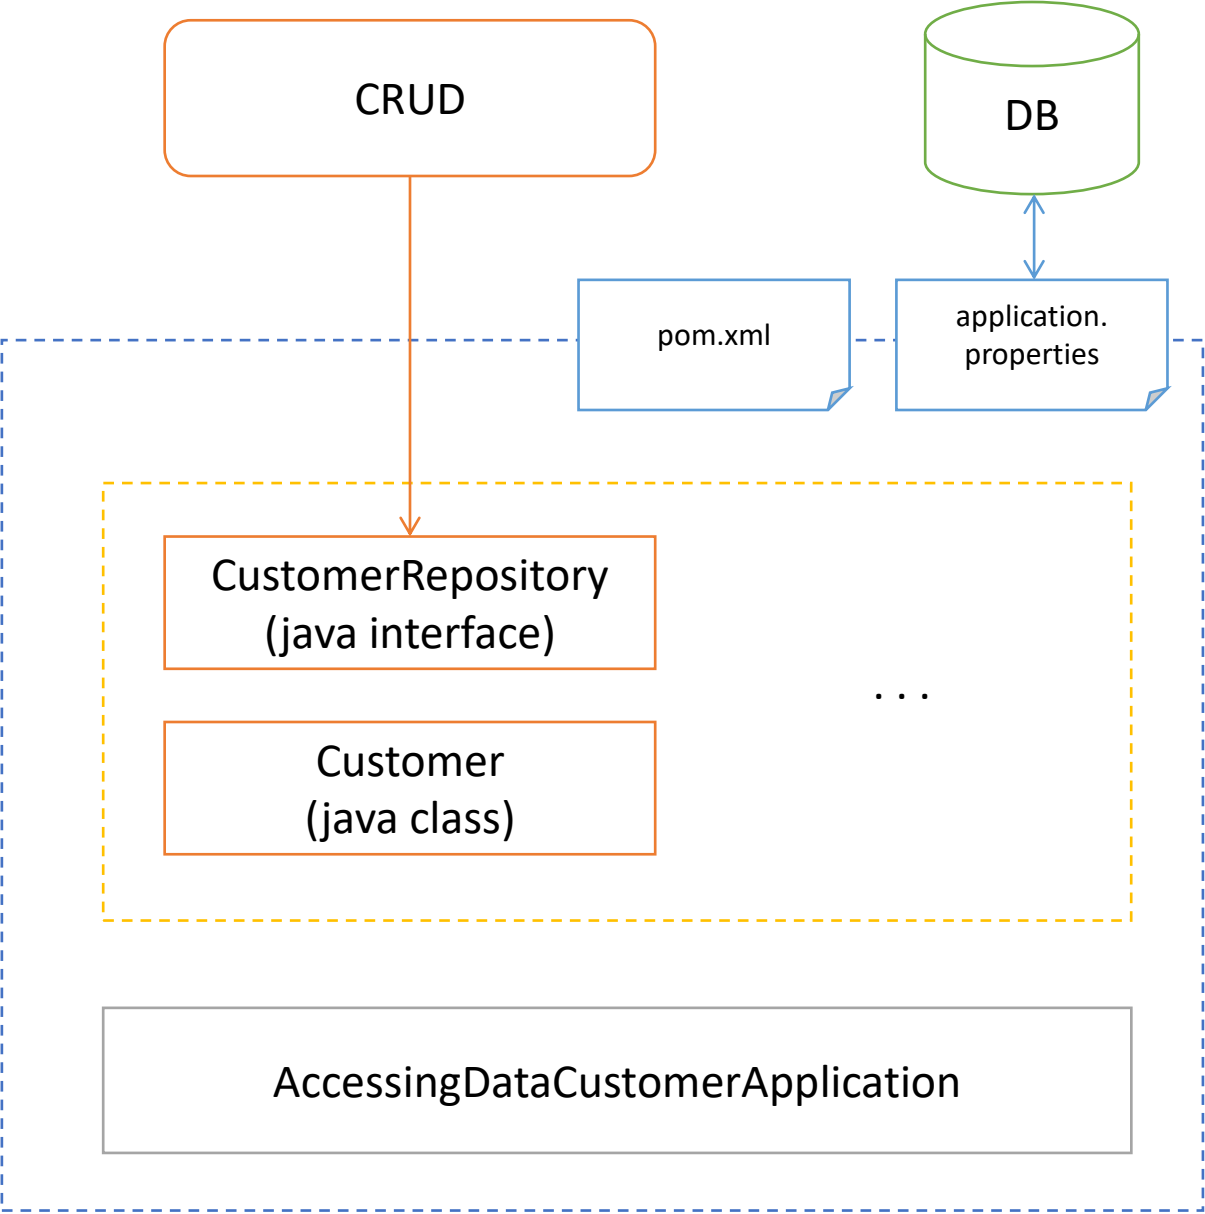 CRUD
DB
pom.xml
application.
properties
CustomerRepository
(java interface)
. . .
Customer
(java class)
AccessingDataCustomerApplication